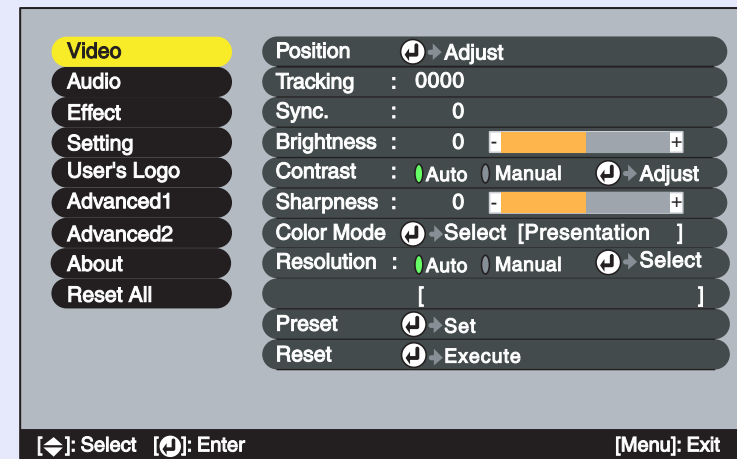 Video
Audio
Effect
Setting
User's Logo
Advanced1
Advanced2
About
Reset All
Position Adjust
Tracking : 0000
Sync. : 0
Brightness : 0 - +
Contrast : Auto Manual Adjust
Sharpness : 0 - +
Color Mode Select [Presentation ]
Resolution : Auto Manual Select
[ ]
Preset Set
Reset Execute
[ ]: Select [ ]: Enter [Menu]: Exit